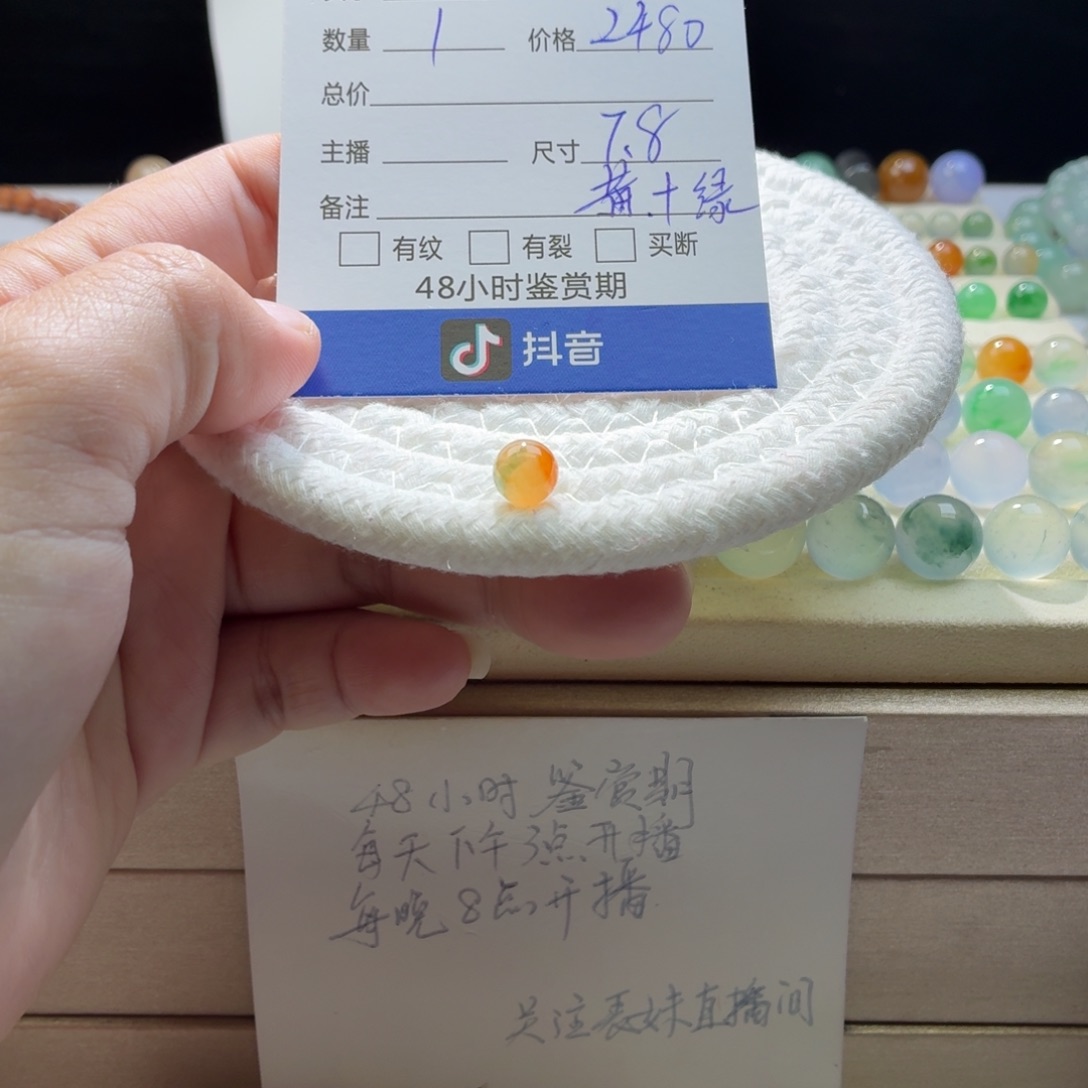 数量 1 价格 2480
总价
主播 尺寸 7.8
备注 黄+绿
有纹 有裂 买断
48小时鉴赏期
抖音
48小时鉴赏期
每天下午3点开播
每晚8点开播
关注表妹直播间